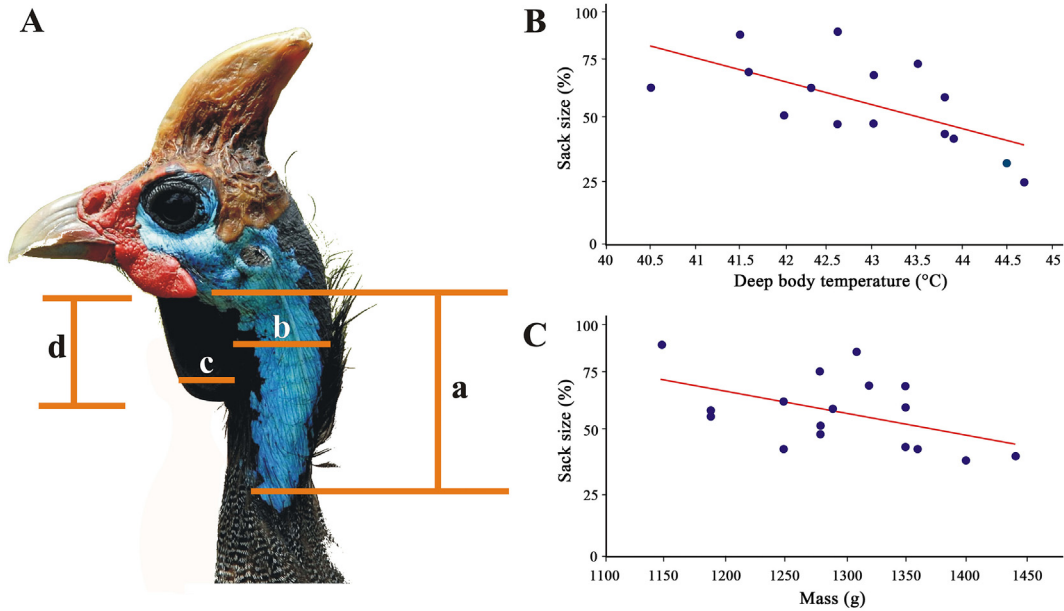 A
d
c
b
a
B
Sack size (%)
100
75
50
25
0
40 40.5 41 41.5 42 42.5 43 43.5 44 44.5 45
Deep body temperature (°C)
C
Sack size (%)
100
75
50
25
0
1100 1150 1200 1250 1300 1350 1400 1450
Mass (g)